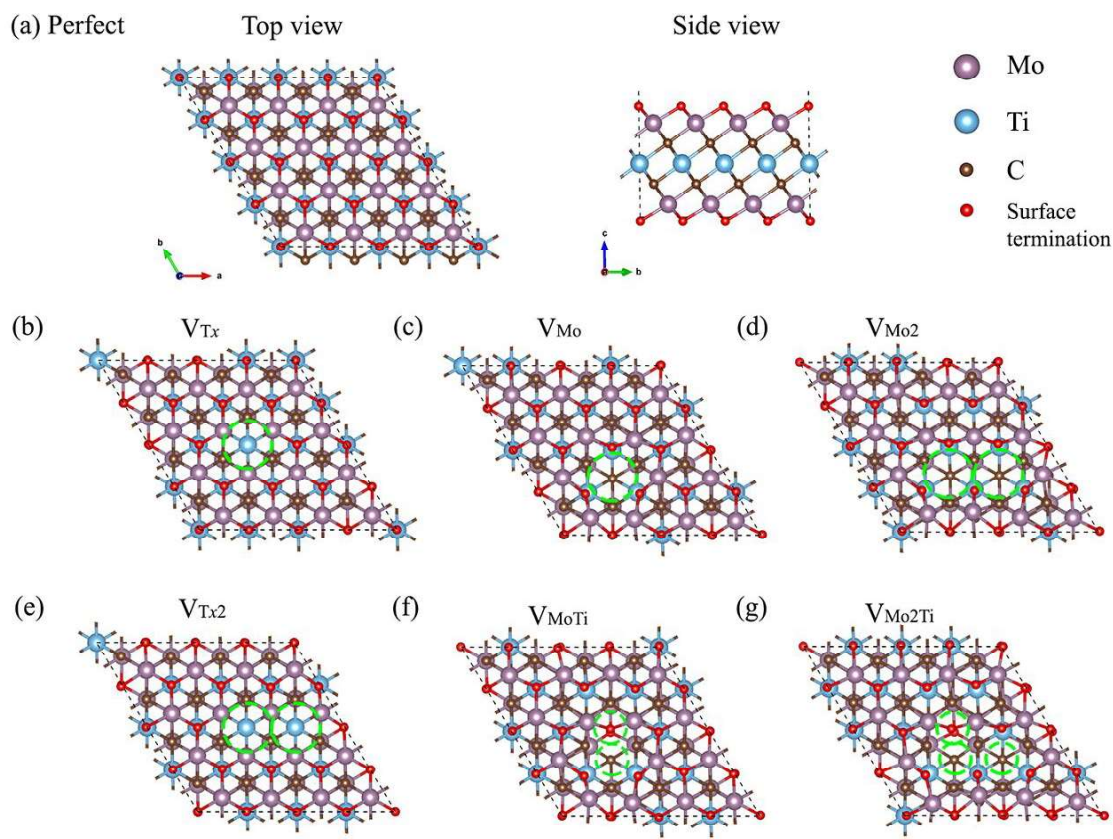 (a) Perfect Top view Side view
Mo
Ti
C
Surface
termination
b
a
c
b
(b) VTx (c) VMo (d) VMo2
(e) VTx2 (f) VMoTi (g) VMo2Ti